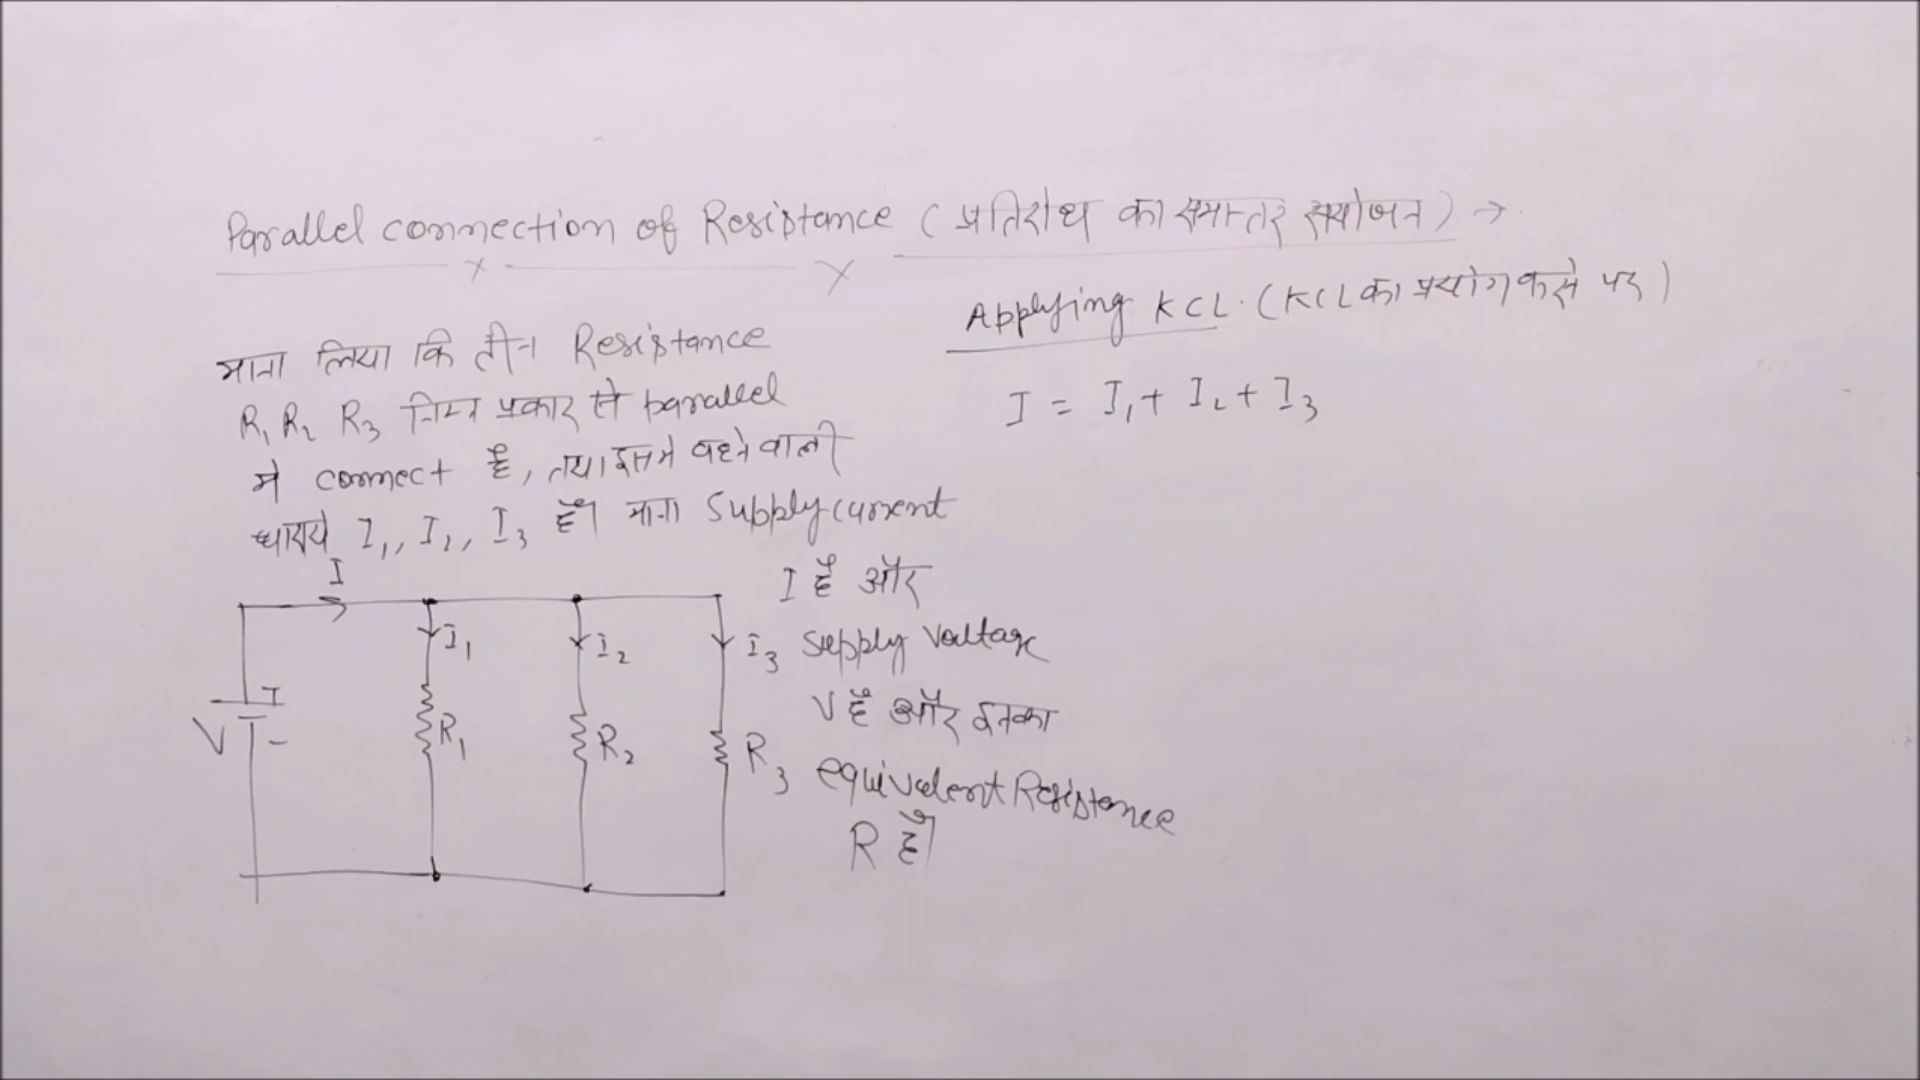 Parallel connection of Resistance (प्रतिरोध का समान्तर संयोजन) →
Applying KCL. (KCL का प्रयोग करने पर)
I = I₁ + I₂ + I₃
माना लिया कि तीन Resistance
R₁ R₂ R₃ निम्न प्रकार से parallel
मे connect है, तथा इसमे बहने वाली
धाराये I₁, I₂, I₃ है। माना Supply current
I है और
Supply Voltage
V है और इनका
equivalent Resistance
R है।
I
I₁ I₂ I₃
V + -
R₁ R₂ R₃